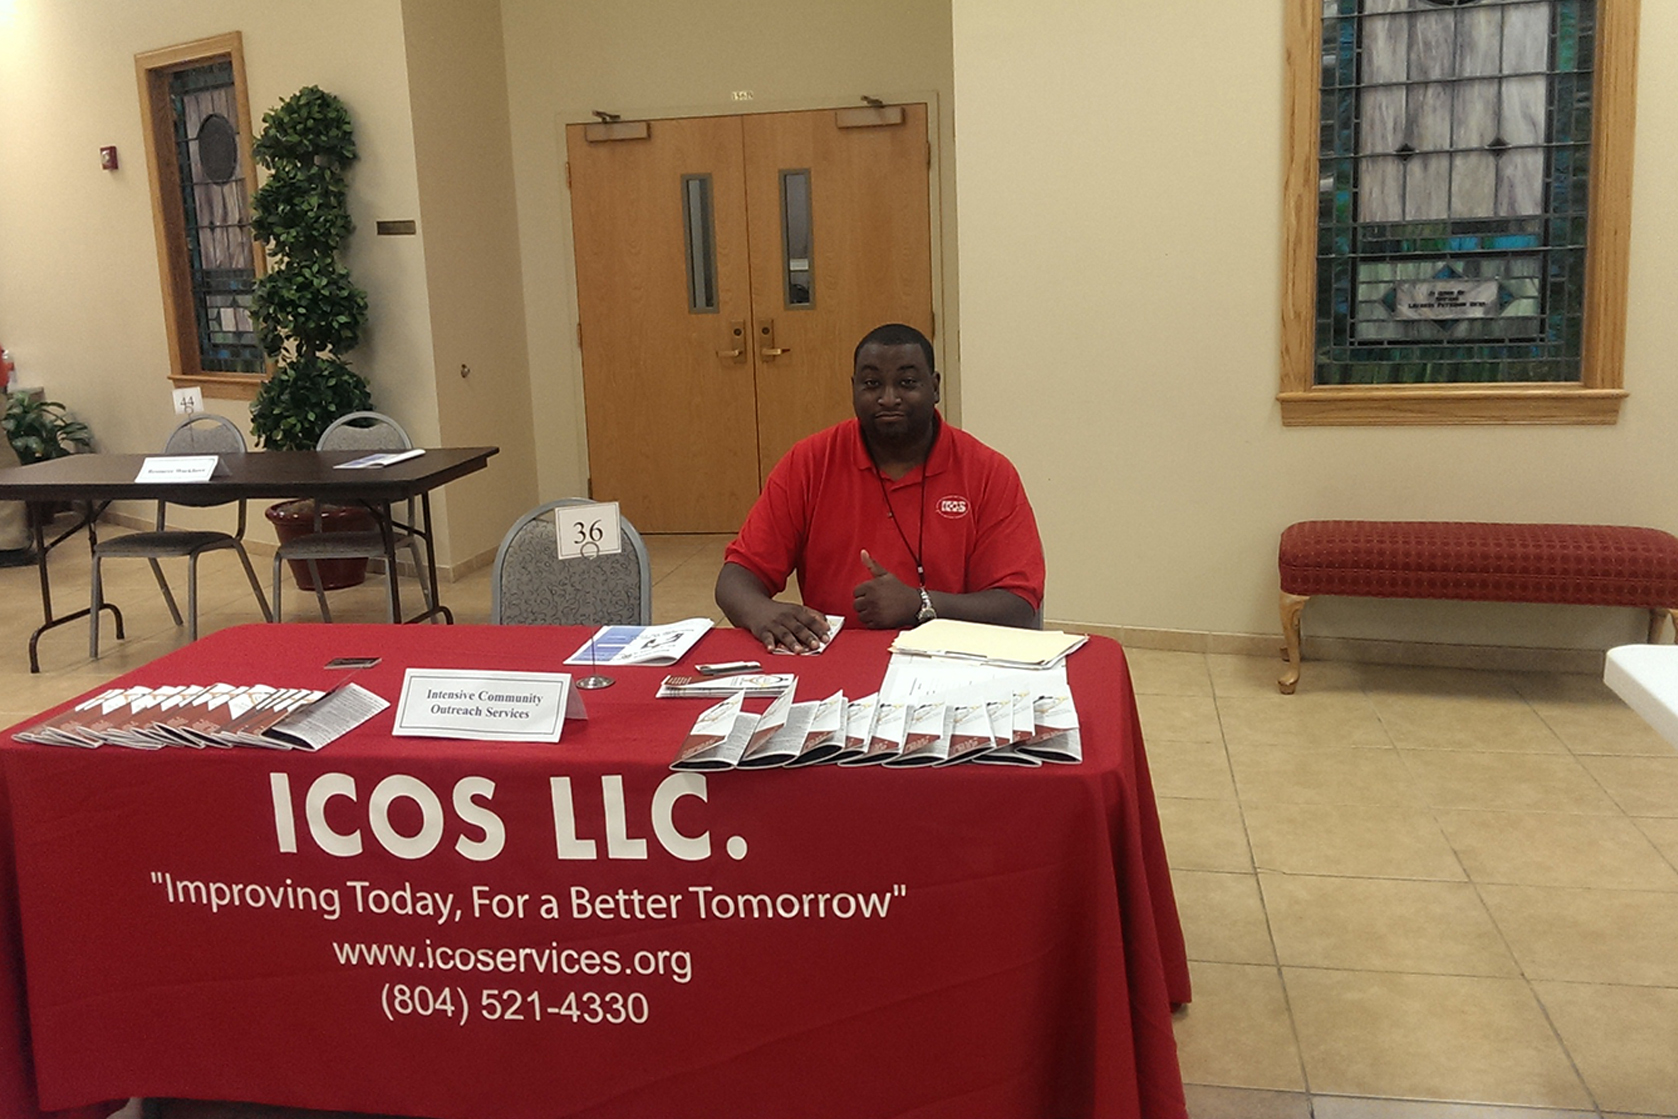 44
36
ICOS
Intensive Community
Outreach Services
ICOS LLC.
"Improving Today, For a Better Tomorrow"
www.icoservices.org
(804) 521-4330